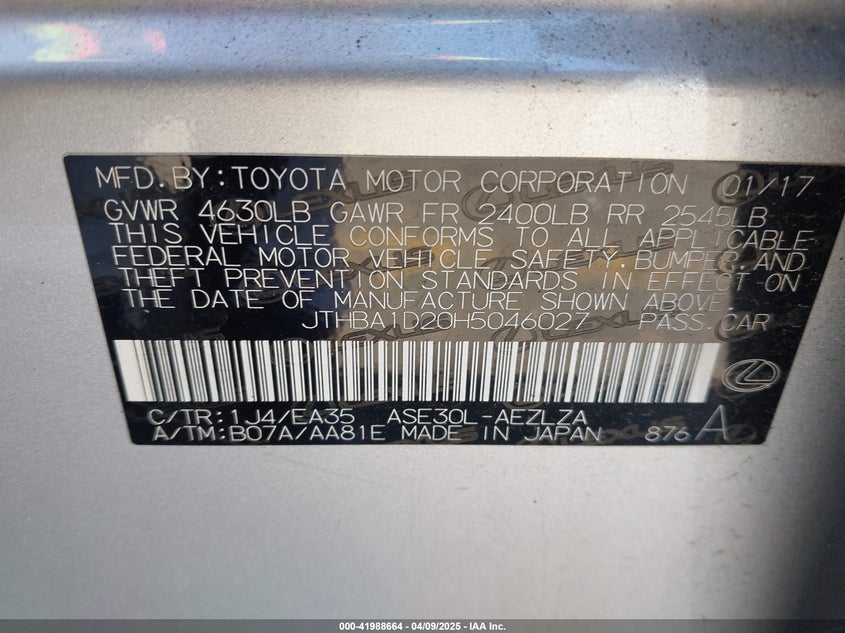 MFD. BY: TOYOTA MOTOR CORPORATION 01/17
GVWR 4630LB GAWR FR 2400LB RR 2545LB
THIS VEHICLE CONFORMS TO ALL APPLICABLE
FEDERAL MOTOR VEHICLE SAFETY, BUMPER, AND
THEFT PREVENTION STANDARDS IN EFFECT ON
THE DATE OF MANUFACTURE SHOWN ABOVE.
JTHBA1D20H5046027 PASS. CAR
C/TR: 1J4/EA35 ASE30L-AEZLZA
A/TM: B07A/AA81E MADE IN JAPAN 876 A
000-41988664 | 04/09/2025 - IAA Inc.